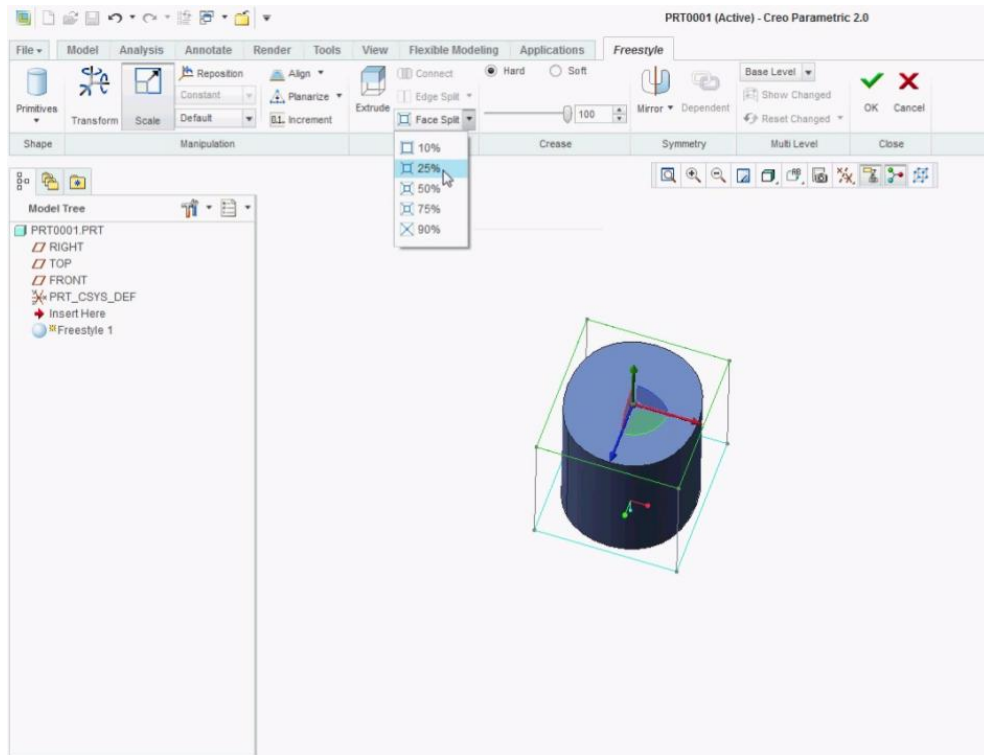 PRT0001 (Active) - Creo Parametric 2.0
File Model Analysis Annotate Render Tools View Flexible Modeling Applications Freestyle
Primitives
Transform
Scale
Reposition
Constant
Default
Align
Planarize
0.1. Increment
Extrude
Connect
Edge Split
Face Split
Hard Soft
100
Mirror
Dependent
Base Level
Show Changed
Reset Changed
OK
Cancel
Shape Manipulation Crease Symmetry Multi Level Close
10%
25%
50%
75%
90%
Model Tree
PRT0001.PRT
RIGHT
TOP
FRONT
PRT_CSYS_DEF
Insert Here
Freestyle 1